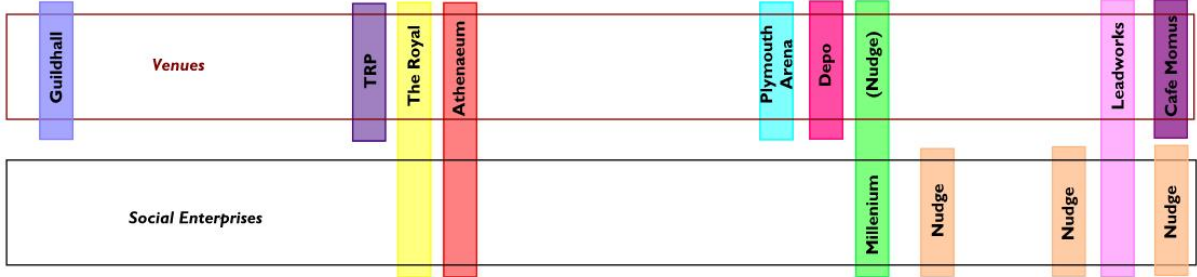 Guildhall
Venues
TRP
The Royal
Athenaeum
Plymouth
Arena
Depo
(Nudge)
Leadworks
Cafe Momus
Social Enterprises
Millenium
Nudge
Nudge
Nudge